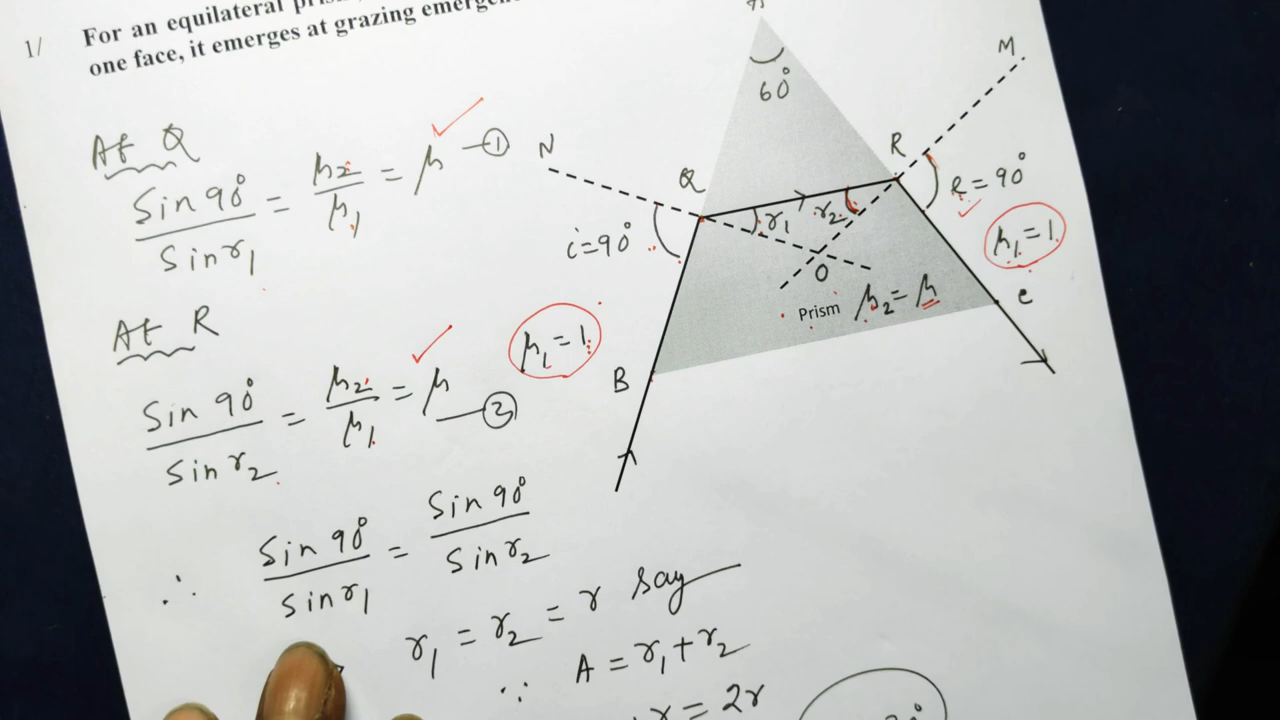 1/ For an equilateral
one face, it emerges at grazing
At Q
Sin 90° / Sin r₁ = μ₂ / μ₁ = μ — ①
At R
Sin 90° / Sin r₂ = μ₂ / μ₁ = μ — ②
μ₁ = 1
∴ Sin 90° / Sin r₁ = Sin 90° / Sin r₂
r₁ = r₂ = r say
∵ A = r₁ + r₂
= 2r
60°
N
Q
R
M
i=90°
r₁
r₂
e = 90°
μ₁ = 1
O
Prism μ₂ = μ
B
c